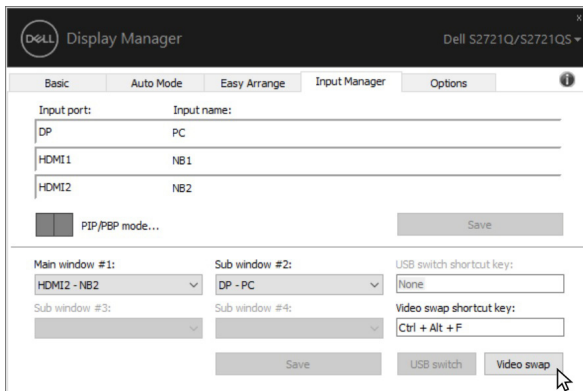 x
DELL Display Manager Dell S2721Q/S2721QS
Basic Auto Mode Easy Arrange Input Manager Options i
Input port: Input name:
DP PC
HDMI1 NB1
HDMI2 NB2
PIP/PBP mode... Save
Main window #1: Sub window #2: USB switch shortcut key:
HDMI2 - NB2 DP - PC None
Sub window #3: Sub window #4: Video swap shortcut key:
Ctrl + Alt + F
Save USB switch Video swap